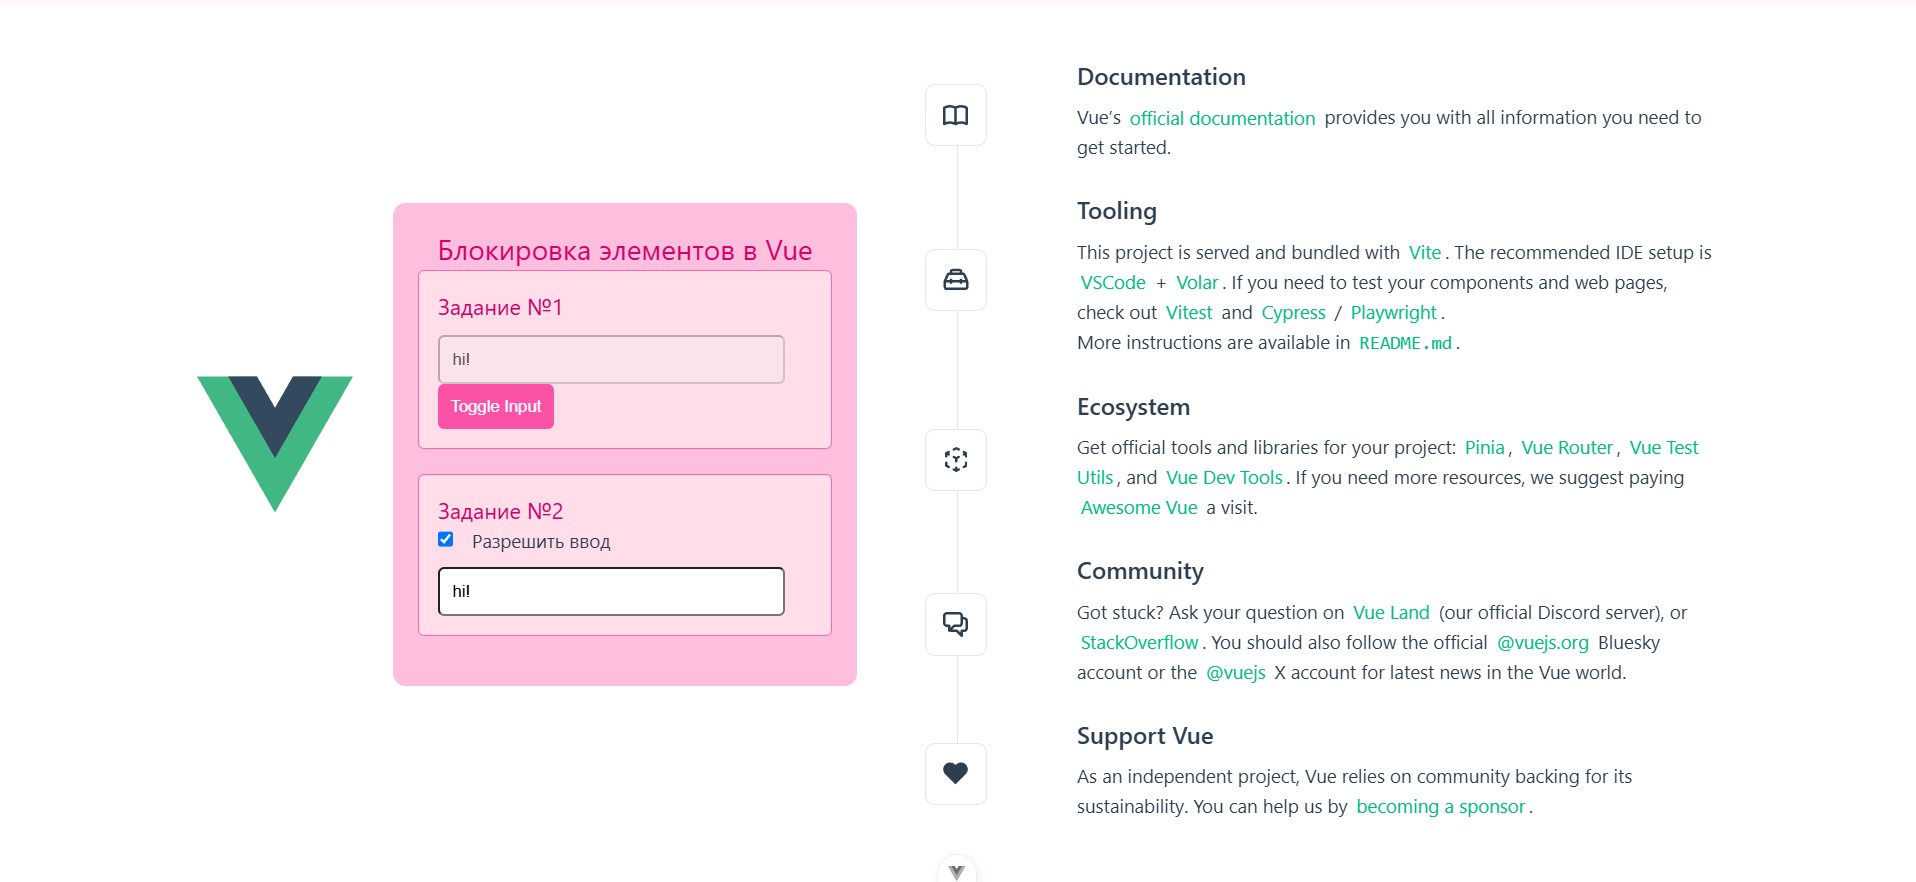 Блокировка элементов в Vue
Задание №1
hi!
Toggle Input
Задание №2
Разрешить ввод
hi!
Documentation
Vue’s official documentation provides you with all information you need to
get started.
Tooling
This project is served and bundled with Vite. The recommended IDE setup is
VSCode + Volar. If you need to test your components and web pages,
check out Vitest and Cypress / Playwright.
More instructions are available in README.md.
Ecosystem
Get official tools and libraries for your project: Pinia, Vue Router, Vue Test
Utils, and Vue Dev Tools. If you need more resources, we suggest paying
Awesome Vue a visit.
Community
Got stuck? Ask your question on Vue Land (our official Discord server), or
StackOverflow. You should also follow the official @vuejs.org Bluesky
account or the @vuejs X account for latest news in the Vue world.
Support Vue
As an independent project, Vue relies on community backing for its
sustainability. You can help us by becoming a sponsor.